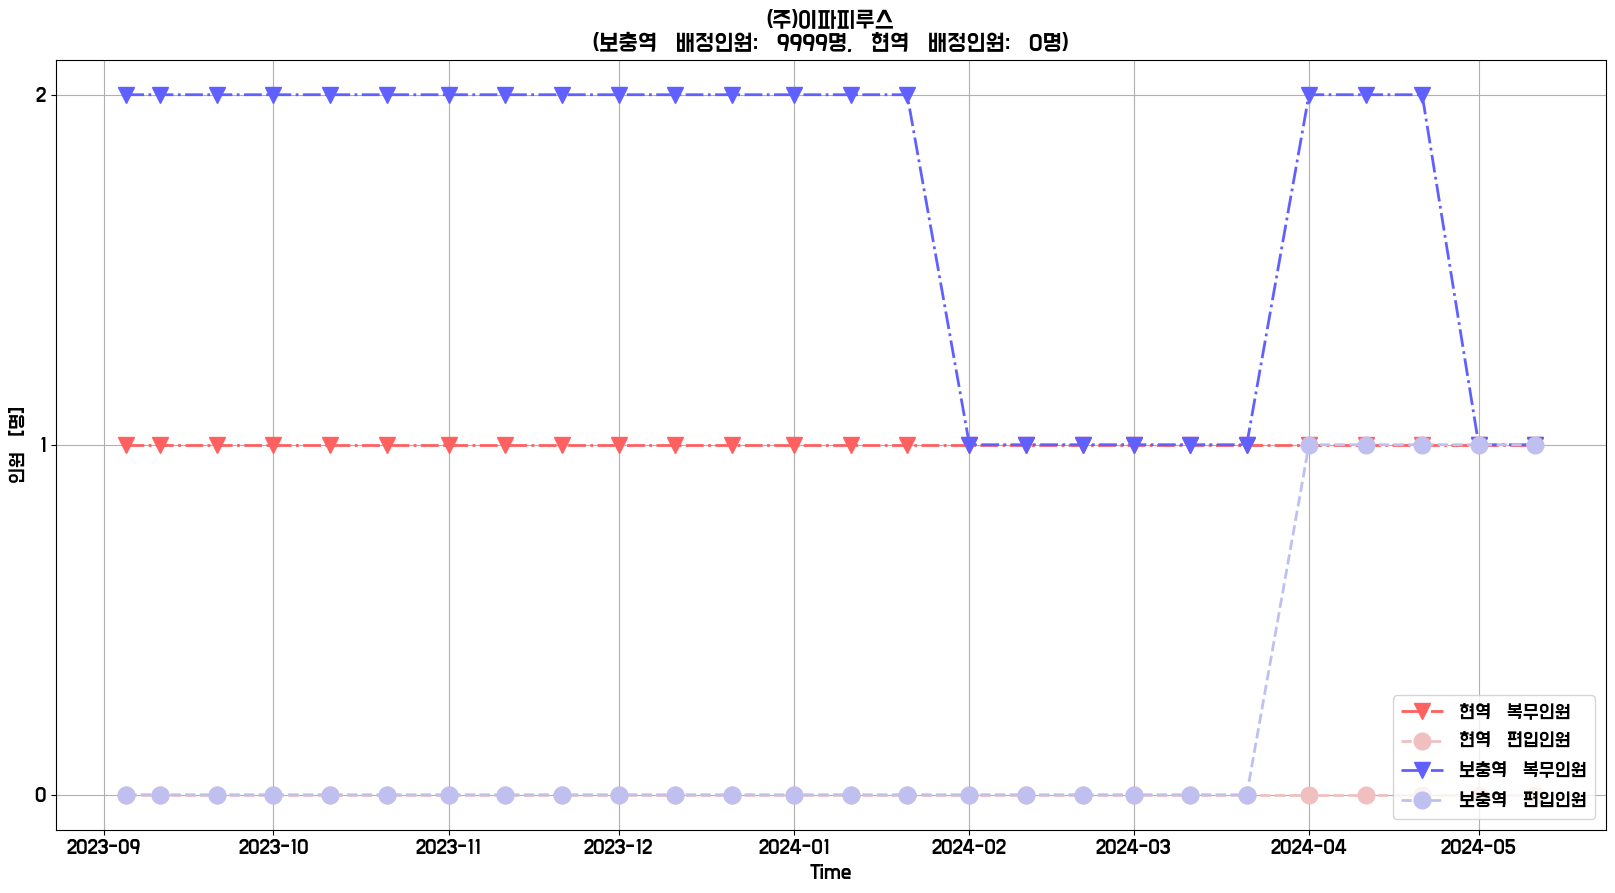 (주)이파피루스
(보충역 배정인원: 9999명, 현역 배정인원: 0명)
2
1
0
인원 [명]
현역 복무인원
현역 편입인원
보충역 복무인원
보충역 편입인원
2023-09 2023-10 2023-11 2023-12 2024-01 2024-02 2024-03 2024-04 2024-05
Time